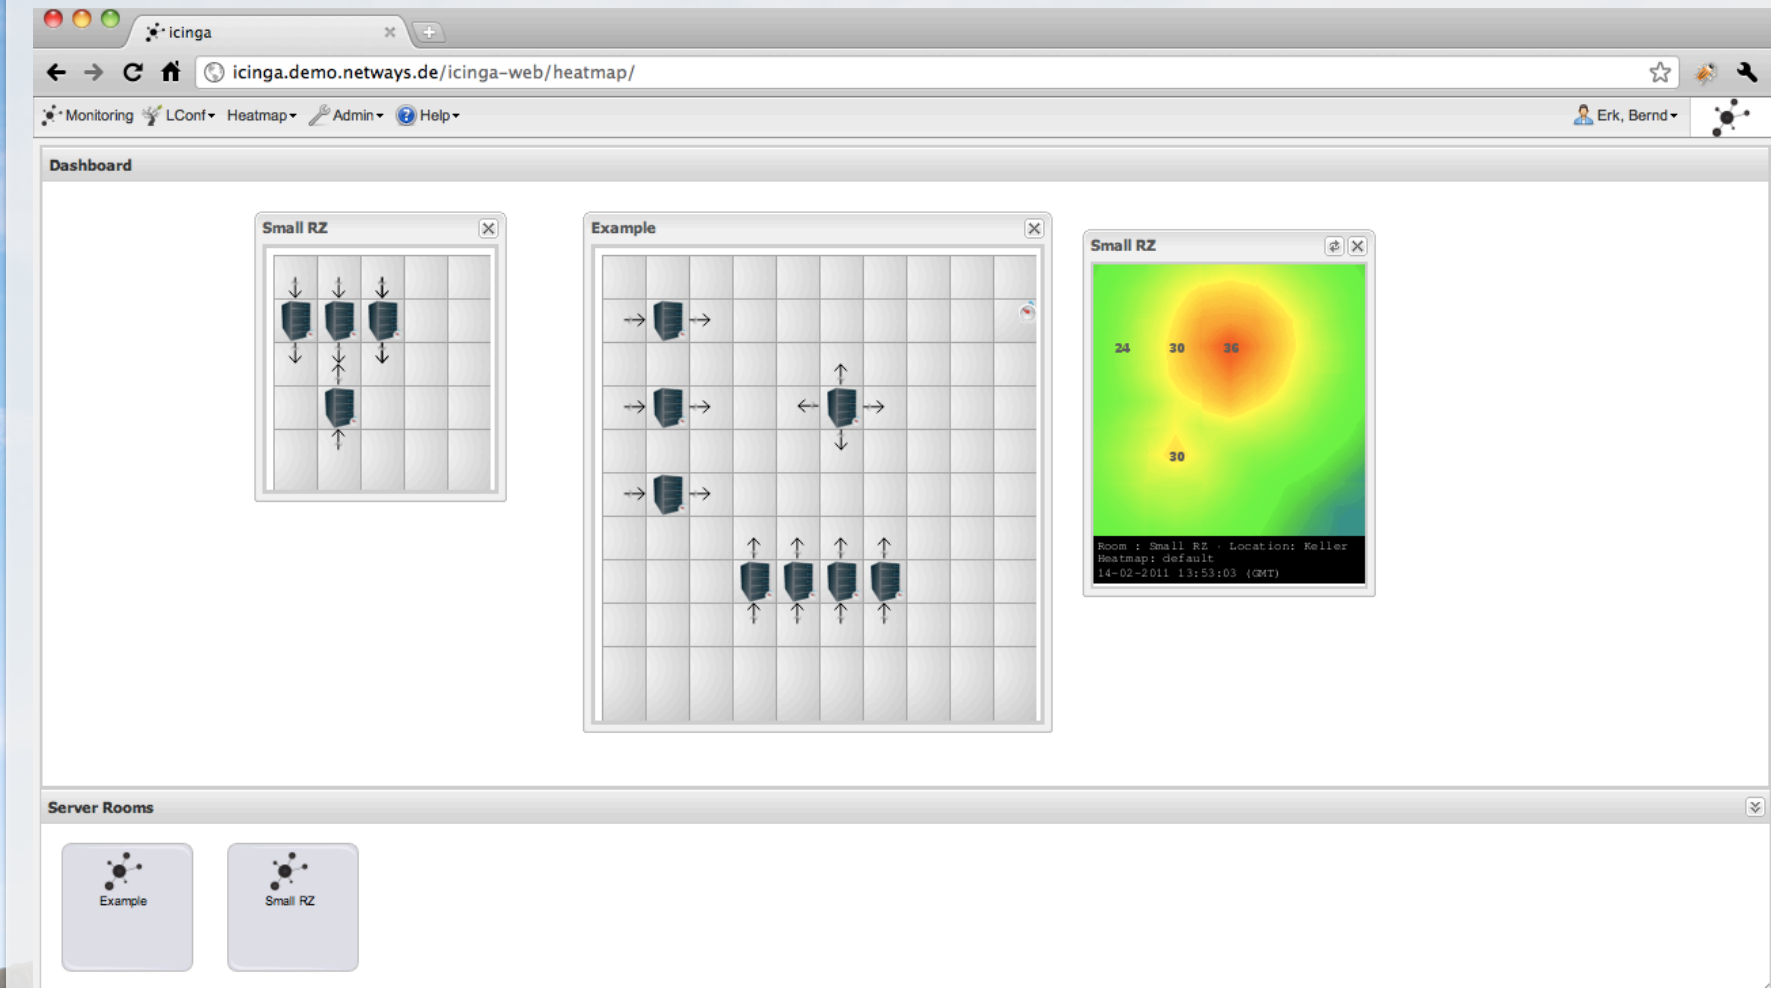 icinga
icinga.demo.netways.de/icinga-web/heatmap/
Monitoring LConf Heatmap Admin Help Erk, Bernd
Dashboard
Small RZ
Example
Small RZ
24 30 36
30
Room : Small RZ - Location: Keller
Heatmap: default
14-02-2011 13:53:03 (GMT)
Server Rooms
Example
Small RZ